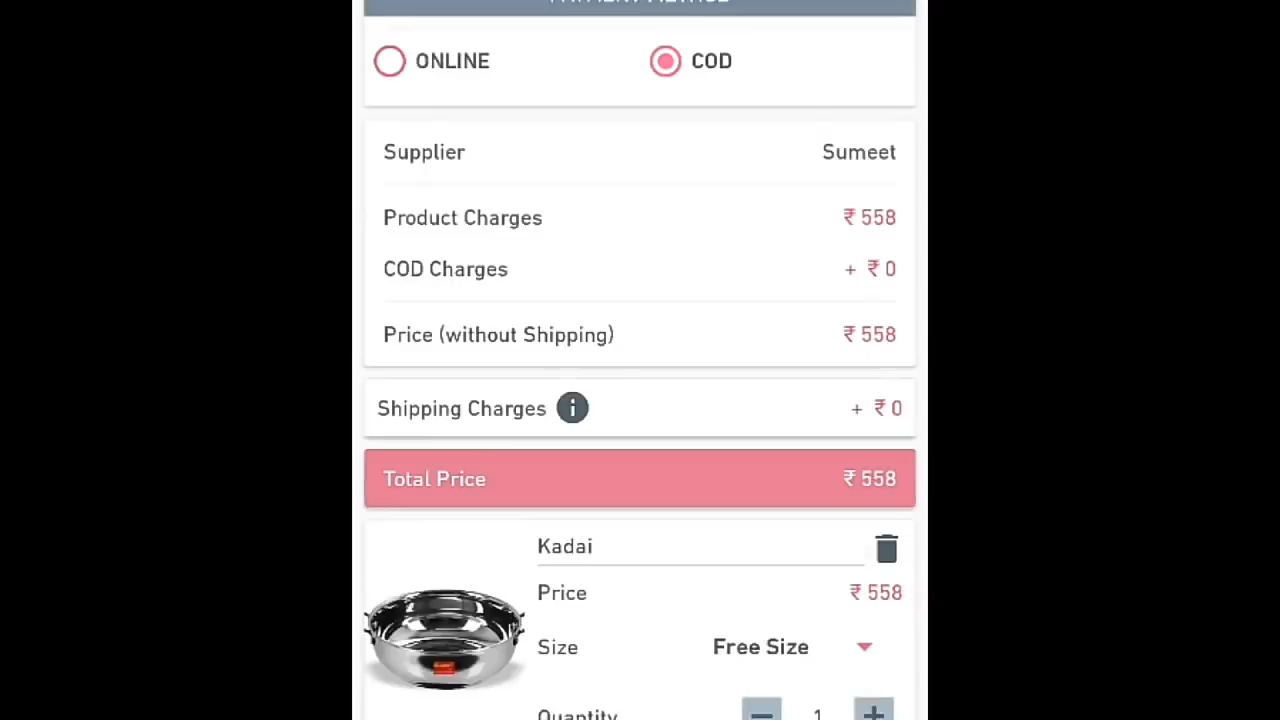 ONLINE COD
Supplier Sumeet
Product Charges ₹ 558
COD Charges + ₹ 0
Price (without Shipping) ₹ 558
Shipping Charges i + ₹ 0
Total Price ₹ 558
Kadai
Price ₹ 558
Size Free Size
Quantity 1